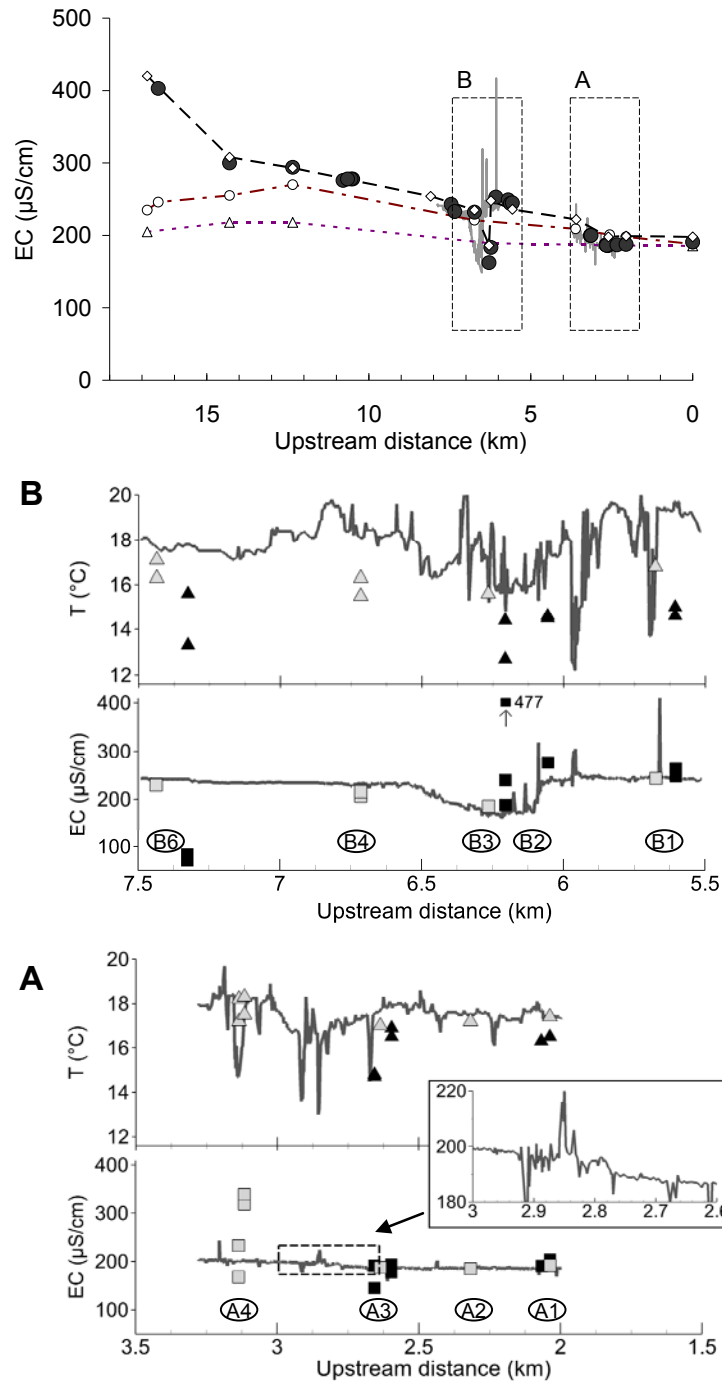 500
400
300
200
100
0
EC (µS/cm)
B
A
15
10
5
0
Upstream distance (km)
B
20
18
16
14
12
T (°C)
400
300
200
100
EC (µS/cm)
477
B6
B4
B3
B2
B1
7.5
7
6.5
6
5.5
Upstream distance (km)
A
20
18
16
14
12
T (°C)
220
200
180
3
2.9
2.8
2.7
2.6
400
300
200
100
EC (µS/cm)
A4
A3
A2
A1
3.5
3
2.5
2
1.5
Upstream distance (km)